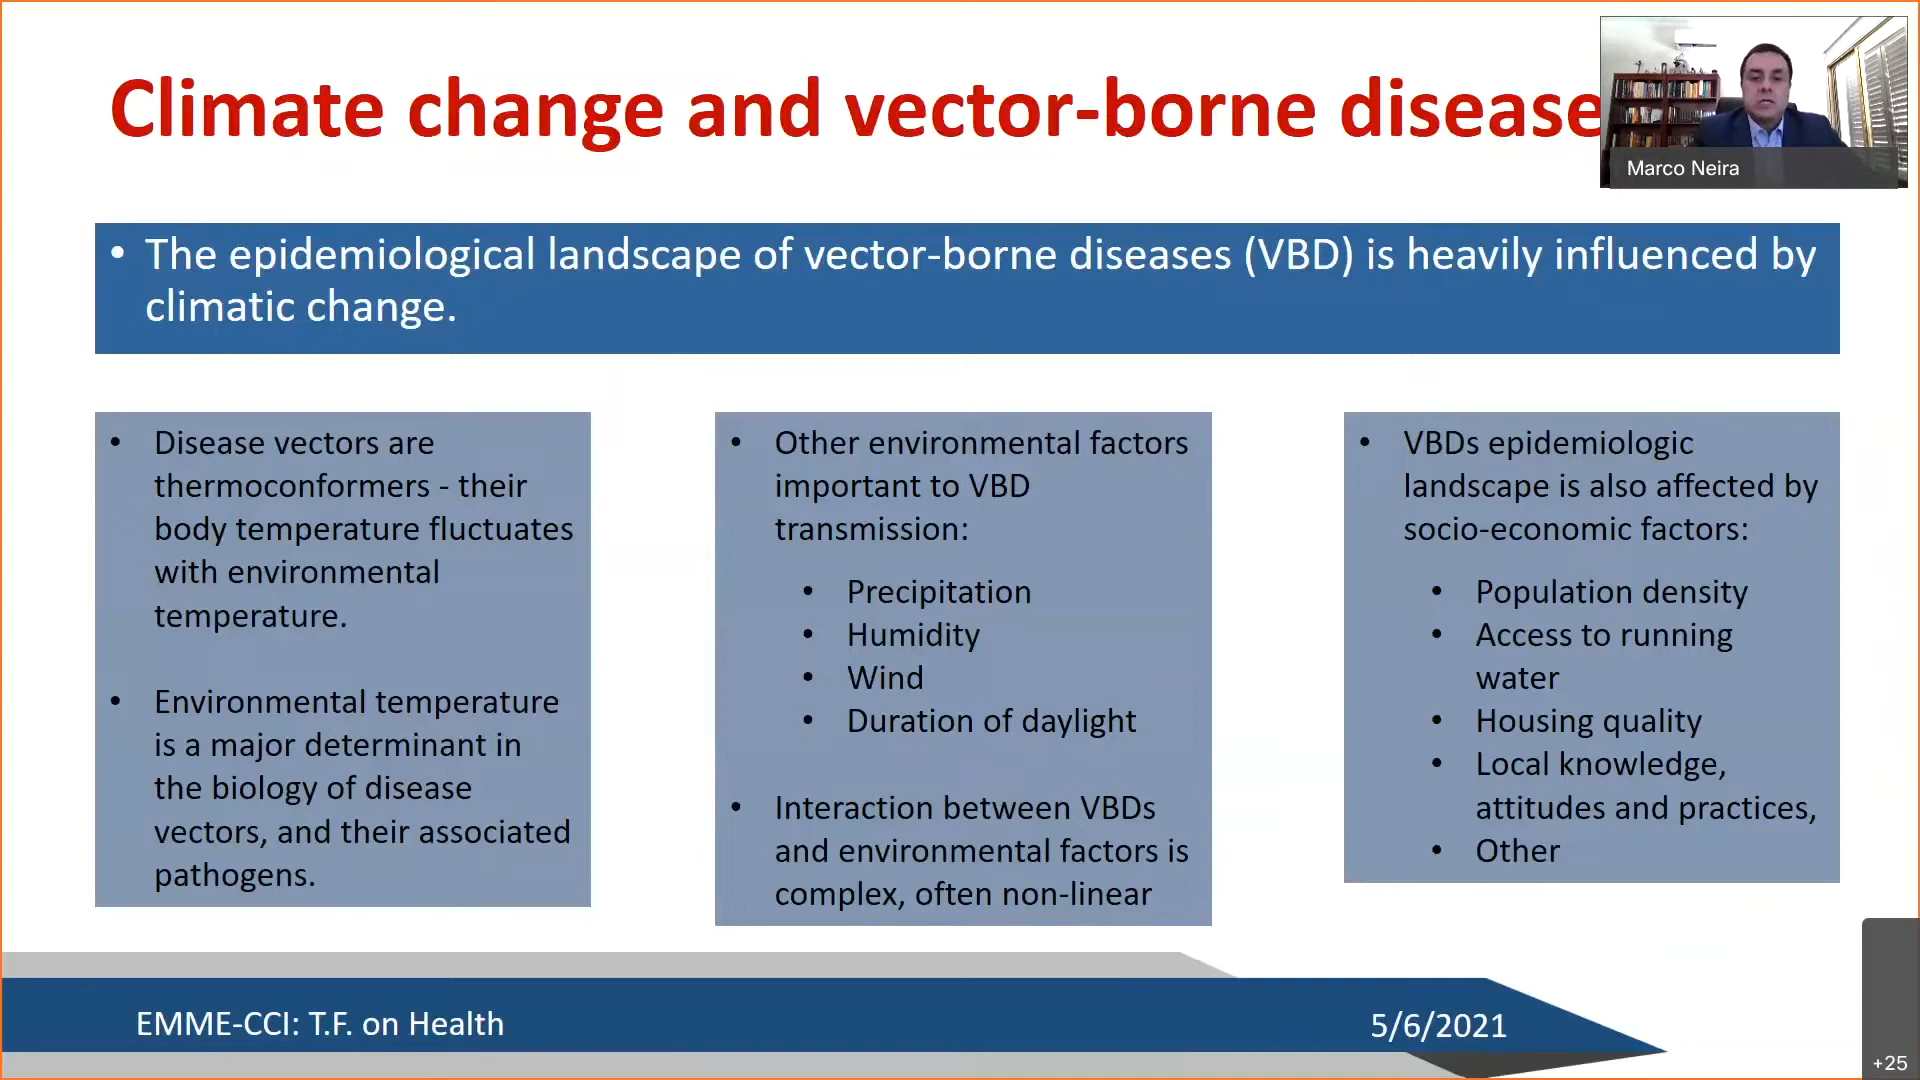 Climate change and vector-borne disease
Marco Neira
• The epidemiological landscape of vector-borne diseases (VBD) is heavily influenced by
climatic change.
• Disease vectors are
thermoconformers - their
body temperature fluctuates
with environmental
temperature.
• Environmental temperature
is a major determinant in
the biology of disease
vectors, and their associated
pathogens.
• Other environmental factors
important to VBD
transmission:
• Precipitation
• Humidity
• Wind
• Duration of daylight
• Interaction between VBDs
and environmental factors is
complex, often non-linear
• VBDs epidemiologic
landscape is also affected by
socio-economic factors:
• Population density
• Access to running
water
• Housing quality
• Local knowledge,
attitudes and practices,
• Other
EMME-CCI: T.F. on Health
5/6/2021
+25